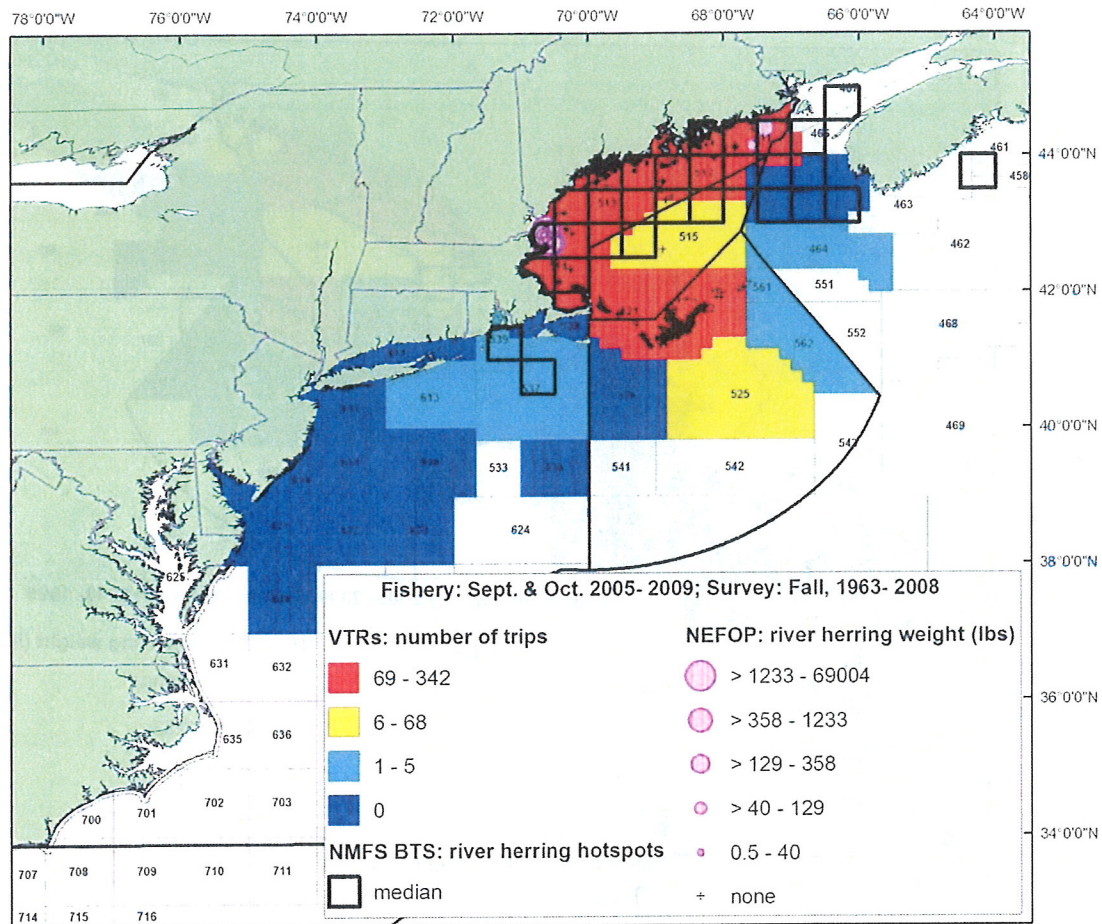 78°0'0"W 76°0'0"W 74°0'0"W 72°0'0"W 70°0'0"W 68°0'0"W 66°0'0"W 64°0'0"W
465
461
44°0'0"N
458
463
513
515
462
464
551
42°0'0"N
561
468
552
539
562
537
613
525
469
40°0'0"N
533
541
542
543
624
38°0'0"N
625
Fishery: Sept. & Oct. 2005- 2009; Survey: Fall, 1963- 2008
VTRs: number of trips
69 - 342
6 - 68
1 - 5
0
NMFS BTS: river herring hotspots
median
NEFOP: river herring weight (lbs)
> 1233 - 69004
> 358 - 1233
> 129 - 358
> 40 - 129
0.5 - 40
none
631
632
36°0'0"N
635
636
702
703
700
701
34°0'0"N
707
708
709
710
711
714
715
716